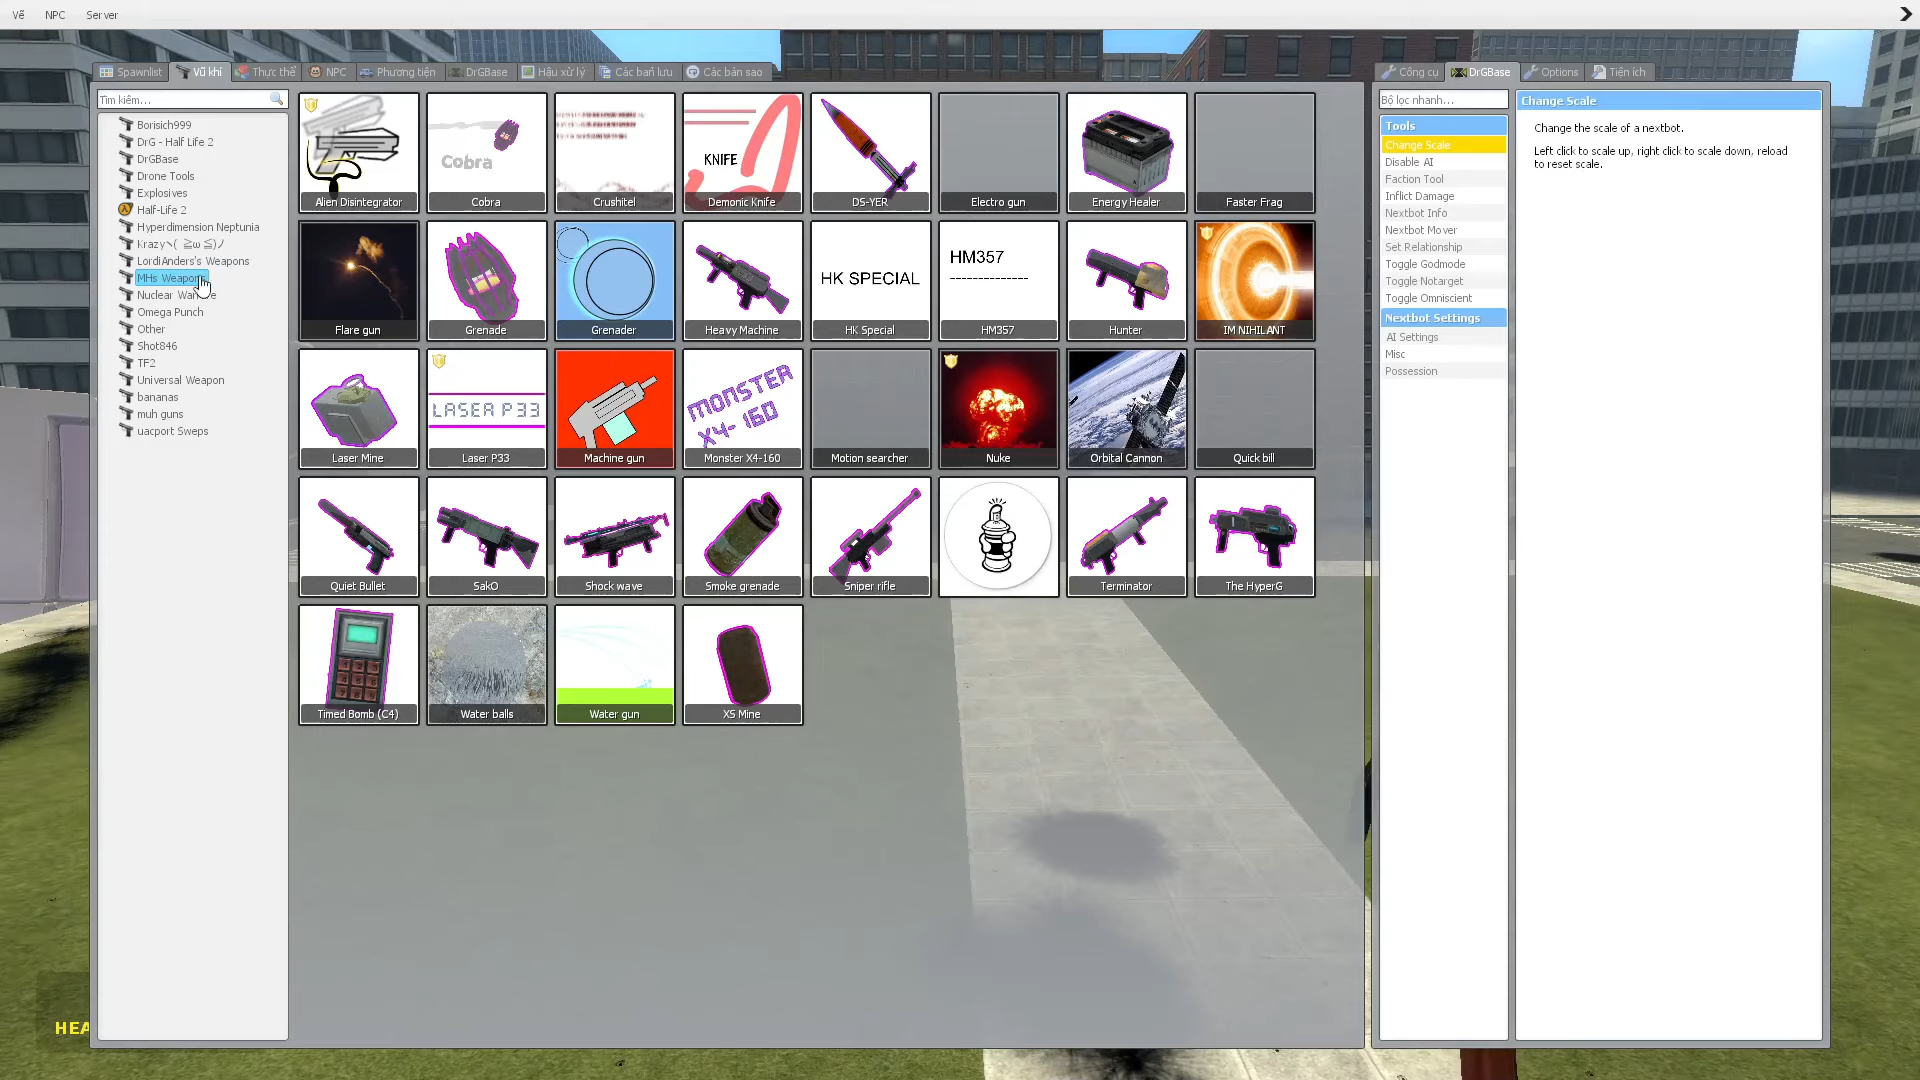 Vẽ NPC Server
Spawnlist Vũ khí Thực thể NPC Phương tiện DrGBase Hậu xử lý Các bản lưu Các bản sao
Công cụ DrGBase Options Tiện ích
Tìm kiếm...
Borisich999
DrG - Half Life 2
DrGBase
Drone Tools
Explosives
Half-Life 2
Hyperdimension Neptunia
Krazyヽ( ≧ω≦)ノ
LordiAnders's Weapons
MHs Weapons
Nuclear
Omega Punch
Other
Shot846
TF2
Universal Weapon
bananas
muh guns
uacport Sweps
Cobra
KNIFE
Alien Disintegrator Cobra Crushitel Demonic Knife DS-YER Electro gun Energy Healer Faster Frag
HK SPECIAL
HM357
--------------
Flare gun Grenade Grenader Heavy Machine HK Special HM357 Hunter IM NIHILANT
LASER P33
MONSTER
X4-160
Laser Mine Laser P33 Machine gun Monster X4-160 Motion searcher Nuke Orbital Cannon Quick bill
Quiet Bullet SakO Shock wave Smoke grenade Sniper rifle Terminator The HyperG
Timed Bomb (C4) Water balls Water gun XS Mine
HEA
Bộ lọc nhanh...
Tools
Change Scale
Disable AI
Faction Tool
Inflict Damage
Nextbot Info
Nextbot Mover
Set Relationship
Toggle Godmode
Toggle Notarget
Toggle Omniscient
Nextbot Settings
AI Settings
Misc
Possession
Change Scale
Change the scale of a nextbot.
Left click to scale up, right click to scale down, reload
to reset scale.